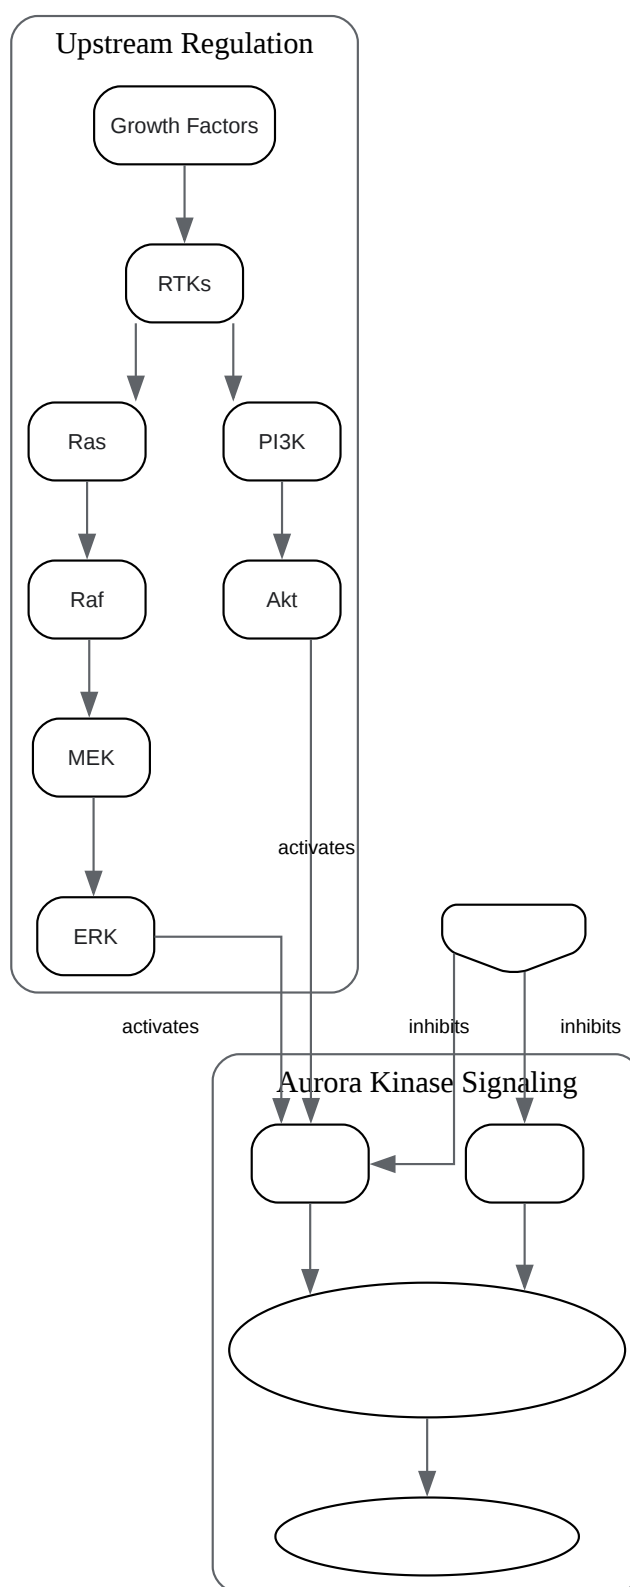 Upstream Regulation
Growth Factors
RTKs
Ras
PI3K
Raf
Akt
MEK
activates
ERK
activates
inhibits
inhibits
Aurora Kinase Signaling